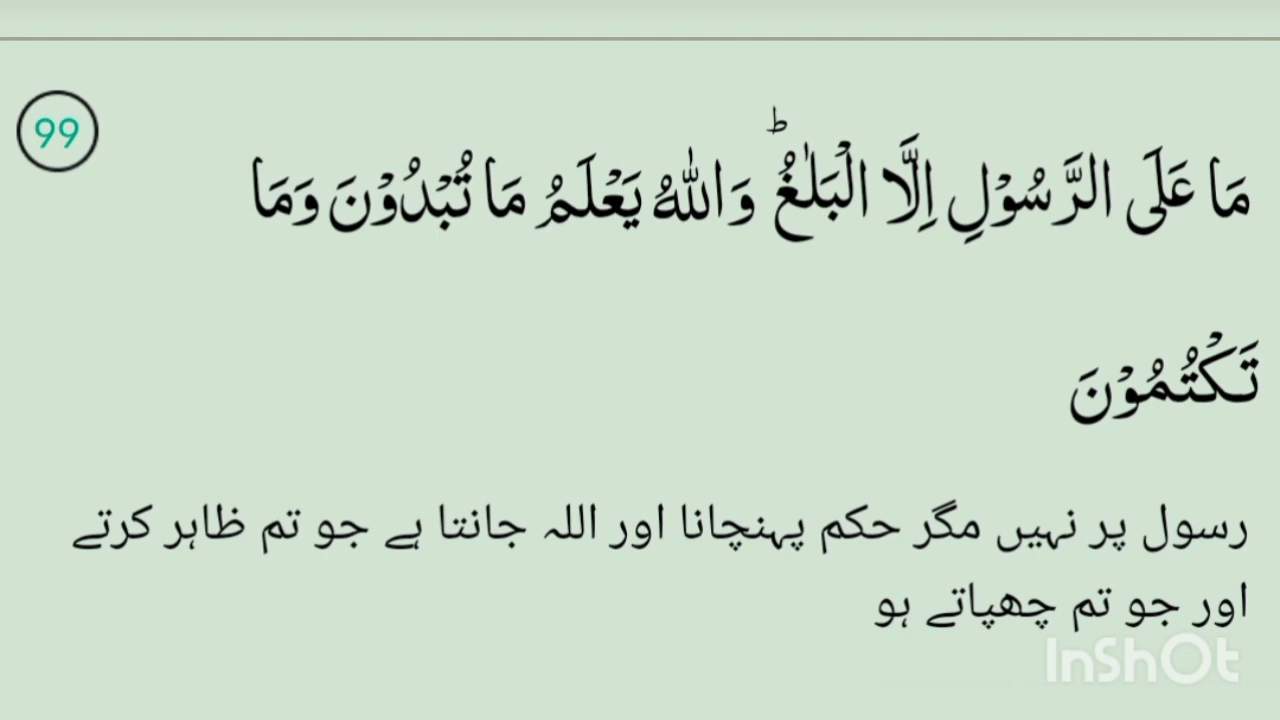 99
مَا عَلَى الرَّسُوْلِ اِلَّا الْبَلٰغُ ؕ وَاللّٰهُ يَعْلَمُ مَا تُبْدُوْنَ وَمَا
تَكْتُمُوْنَ
رسول پر نہیں مگر حکم پہنچانا اور اللہ جانتا ہے جو تم ظاہر کرتے
اور جو تم چھپاتے ہو
InShOt